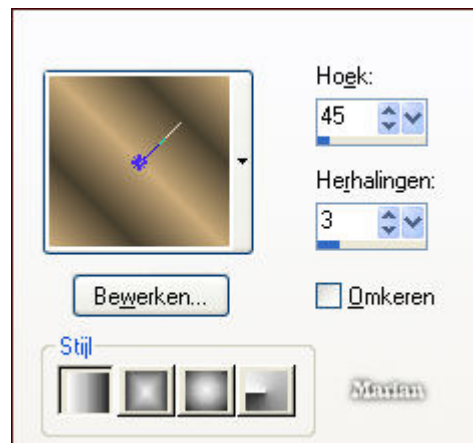 Hoek:
45
Herhalingen:
3
Bewerken...
Omkeren
Stijl
Marian